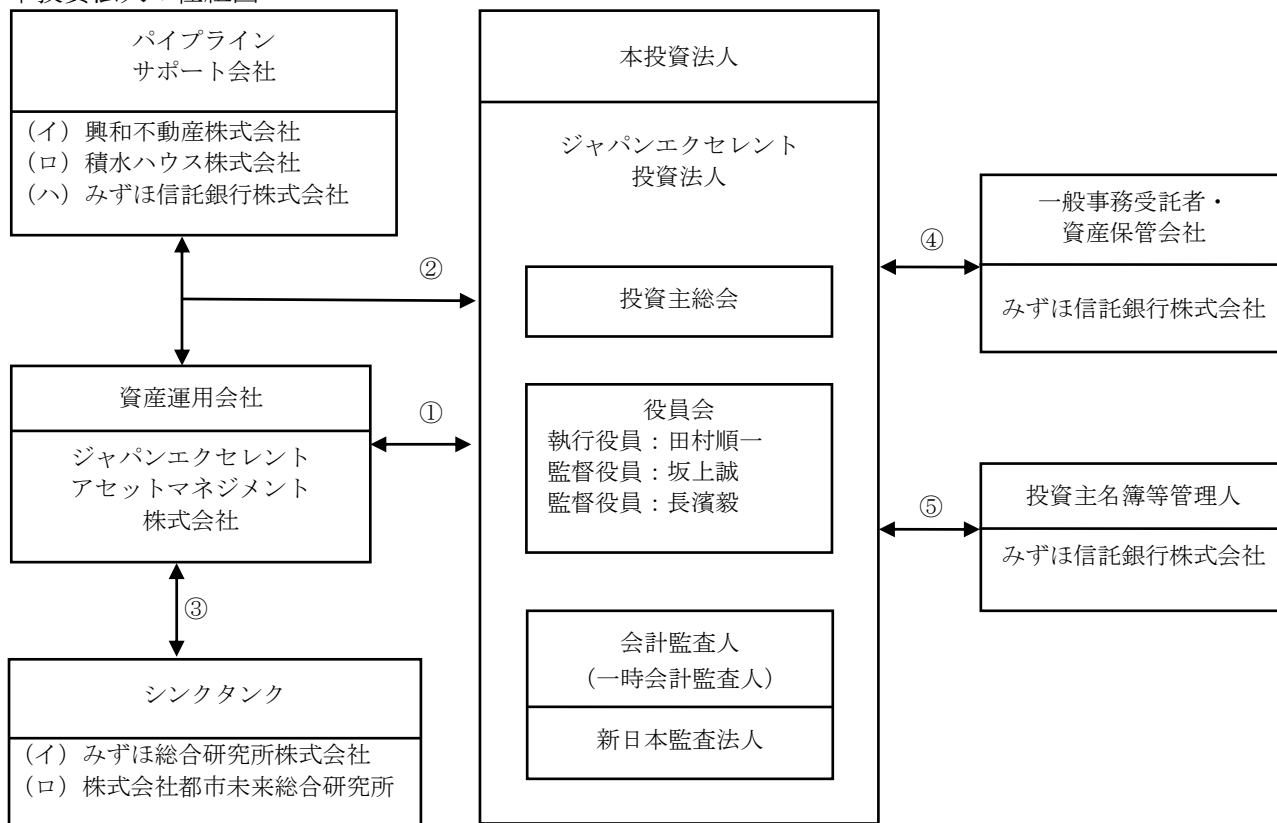 パイプライン
サポート会社
（イ）興和不動産株式会社
（ロ）積水ハウス株式会社
（ハ）みずほ信託銀行株式会社
②
資産運用会社
ジャパンエクセレント
アセットマネジメント
株式会社
①
③
シンクタンク
（イ）みずほ総合研究所株式会社
（ロ）株式会社都市未来総合研究所
本投資法人
ジャパンエクセレント
投資法人
投資主総会
役員会
執行役員：田村順一
監督役員：坂上誠
監督役員：長濱毅
会計監査人
（一時会計監査人）
新日本監査法人
④
一般事務受託者・
資産保管会社
みずほ信託銀行株式会社
⑤
投資主名簿等管理人
みずほ信託銀行株式会社